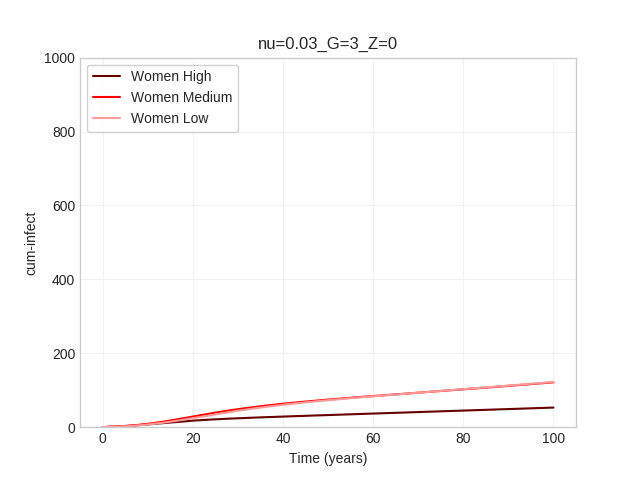 nu=0.03_G=3_Z=0
Women High
Women Medium
Women Low
1000
800
600
400
200
0
cum-infect
0 20 40 60 80 100
Time (years)